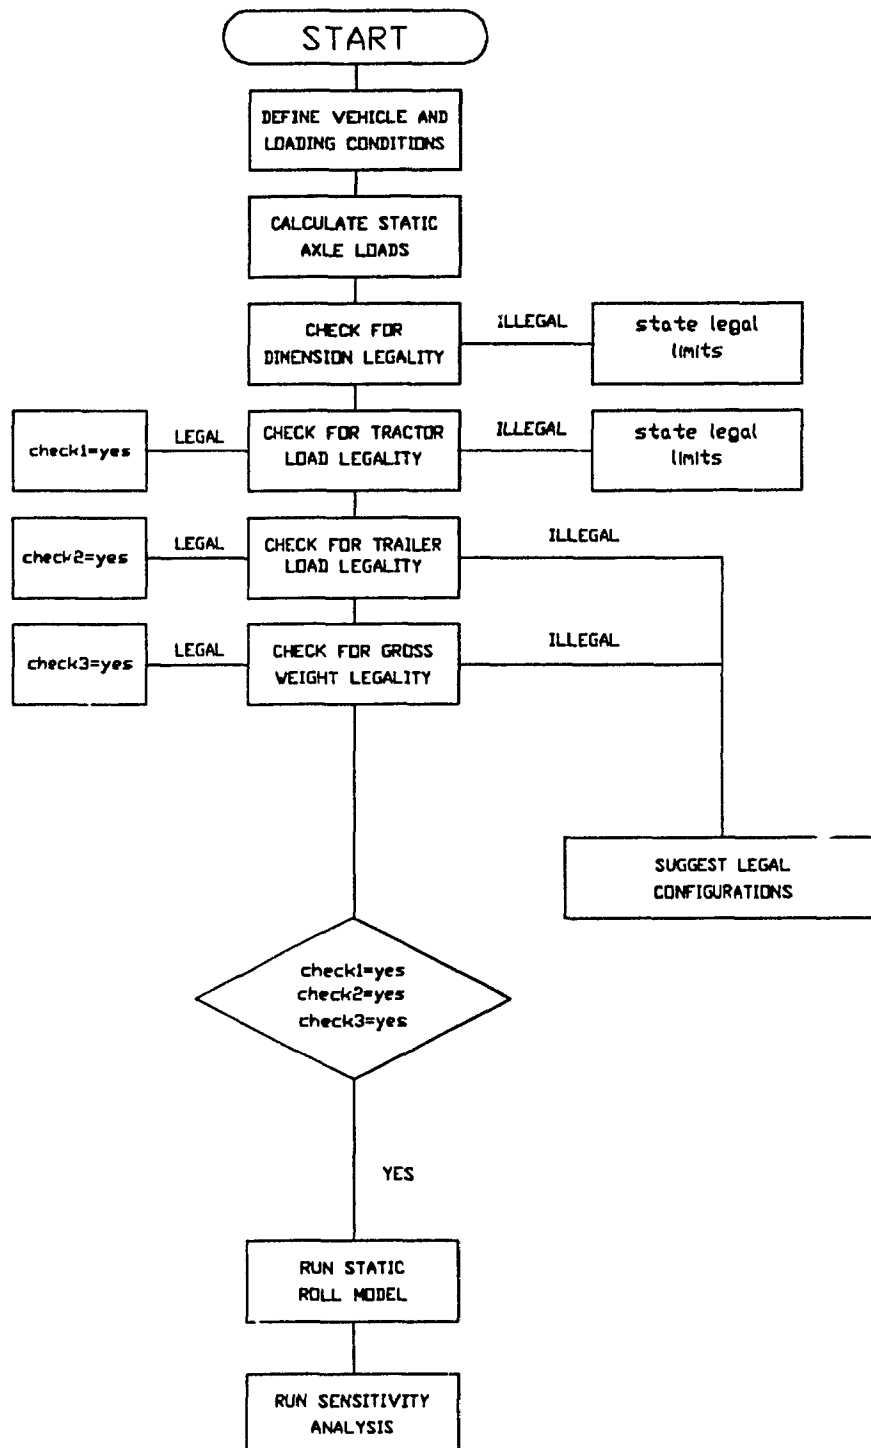 START
DEFINE VEHICLE AND
LOADING CONDITIONS
CALCULATE STATIC
AXLE LOADS
CHECK FOR
DIMENSION LEGALITY
ILLEGAL
state legal
limits
check1=yes
LEGAL
CHECK FOR TRACTOR
LOAD LEGALITY
ILLEGAL
state legal
limits
check2=yes
LEGAL
CHECK FOR TRAILER
LOAD LEGALITY
ILLEGAL
check3=yes
LEGAL
CHECK FOR GROSS
WEIGHT LEGALITY
ILLEGAL
SUGGEST LEGAL
CONFIGURATIONS
check1=yes
check2=yes
check3=yes
YES
RUN STATIC
ROLL MODEL
RUN SENSITIVITY
ANALYSIS